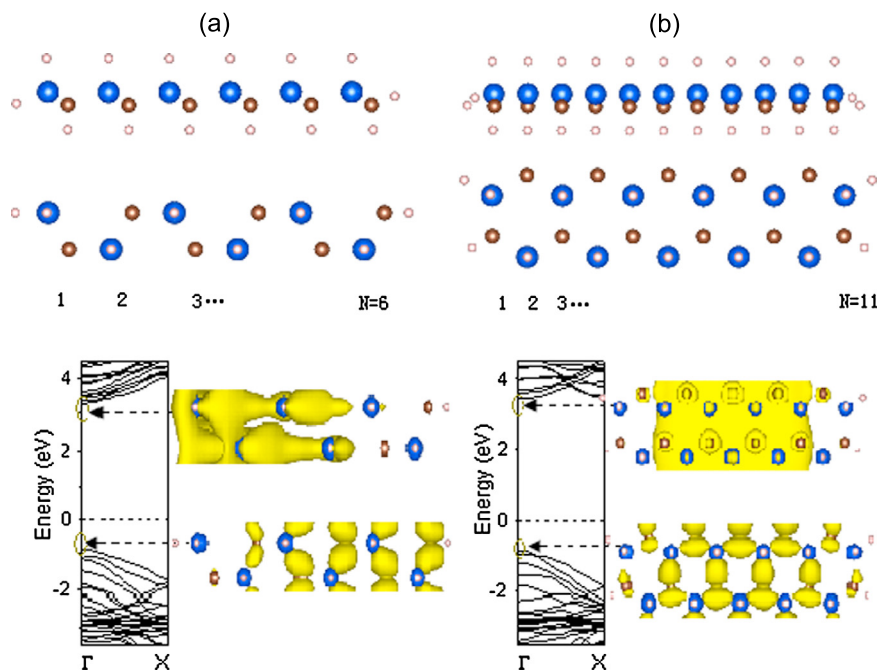 (a) (b)
1 2 3··· N=6
1 2 3··· N=11
4
2
0
-2
Energy (eV)
Γ X
4
2
0
-2
Energy (eV)
Γ X